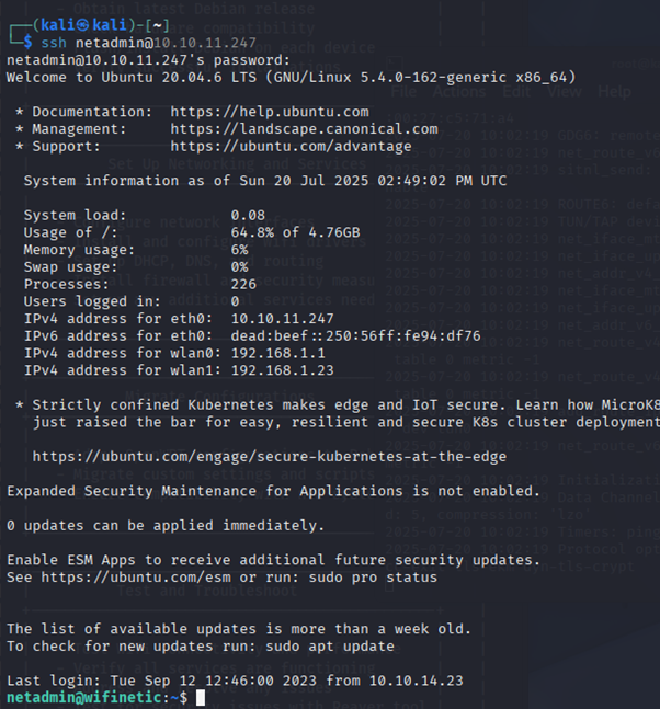 (kali㉿kali)-[~]
$ ssh netadmin@10.10.11.247
netadmin@10.10.11.247's password:
Welcome to Ubuntu 20.04.6 LTS (GNU/Linux 5.4.0-162-generic x86_64)
* Documentation:  https://help.ubuntu.com
* Management:     https://landscape.canonical.com
* Support:        https://ubuntu.com/advantage
System information as of Sun 20 Jul 2025 02:49:02 PM UTC
System load:            0.08
Usage of /:             64.8% of 4.76GB
Memory usage:           6%
Swap usage:             0%
Processes:              226
Users logged in:        0
IPv4 address for eth0:  10.10.11.247
IPv6 address for eth0:  dead:beef::250:56ff:fe94:df76
IPv4 address for wlan0: 192.168.1.1
IPv4 address for wlan1: 192.168.1.23
* Strictly confined Kubernetes makes edge and IoT secure. Learn how MicroK8
just raised the bar for easy, resilient and secure K8s cluster deployment
https://ubuntu.com/engage/secure-kubernetes-at-the-edge
Expanded Security Maintenance for Applications is not enabled.
0 updates can be applied immediately.
Enable ESM Apps to receive additional future security updates.
See https://ubuntu.com/esm or run: sudo pro status
The list of available updates is more than a week old.
To check for new updates run: sudo apt update
Last login: Tue Sep 12 12:46:00 2023 from 10.10.14.23
netadmin@wifinetic:~$